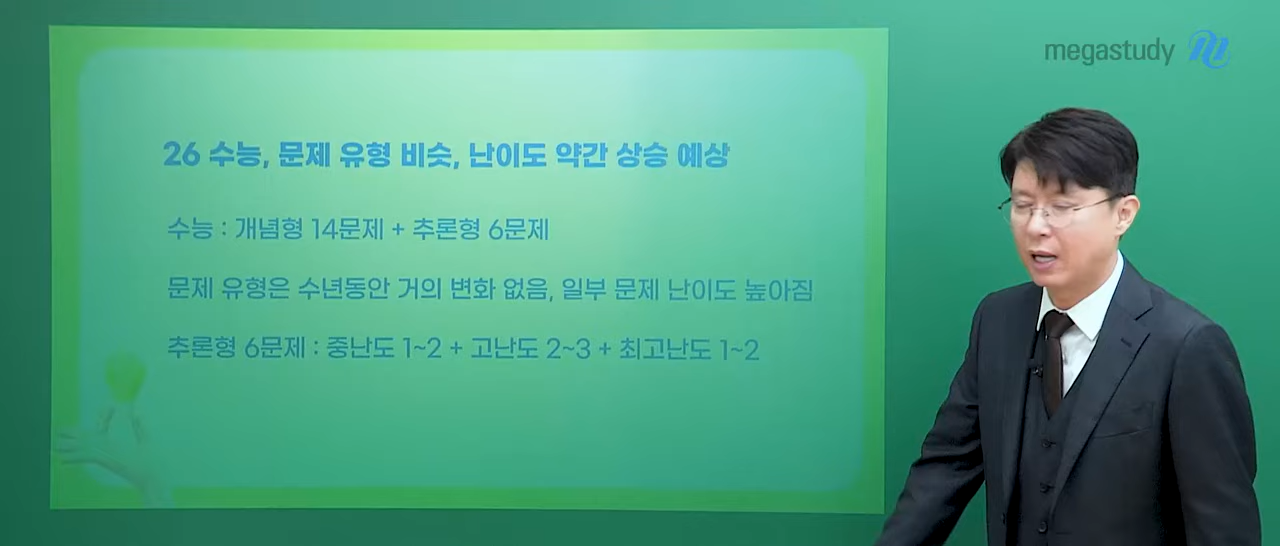 megastudy
26 수능, 문제 유형 비슷, 난이도 약간 상승 예상
수능 : 개념형 14문제 + 추론형 6문제
문제 유형은 수년동안 거의 변화 없음, 일부 문제 난이도 높아짐
추론형 6문제 : 중난도 1~2 + 고난도 2~3 + 최고난도 1~2